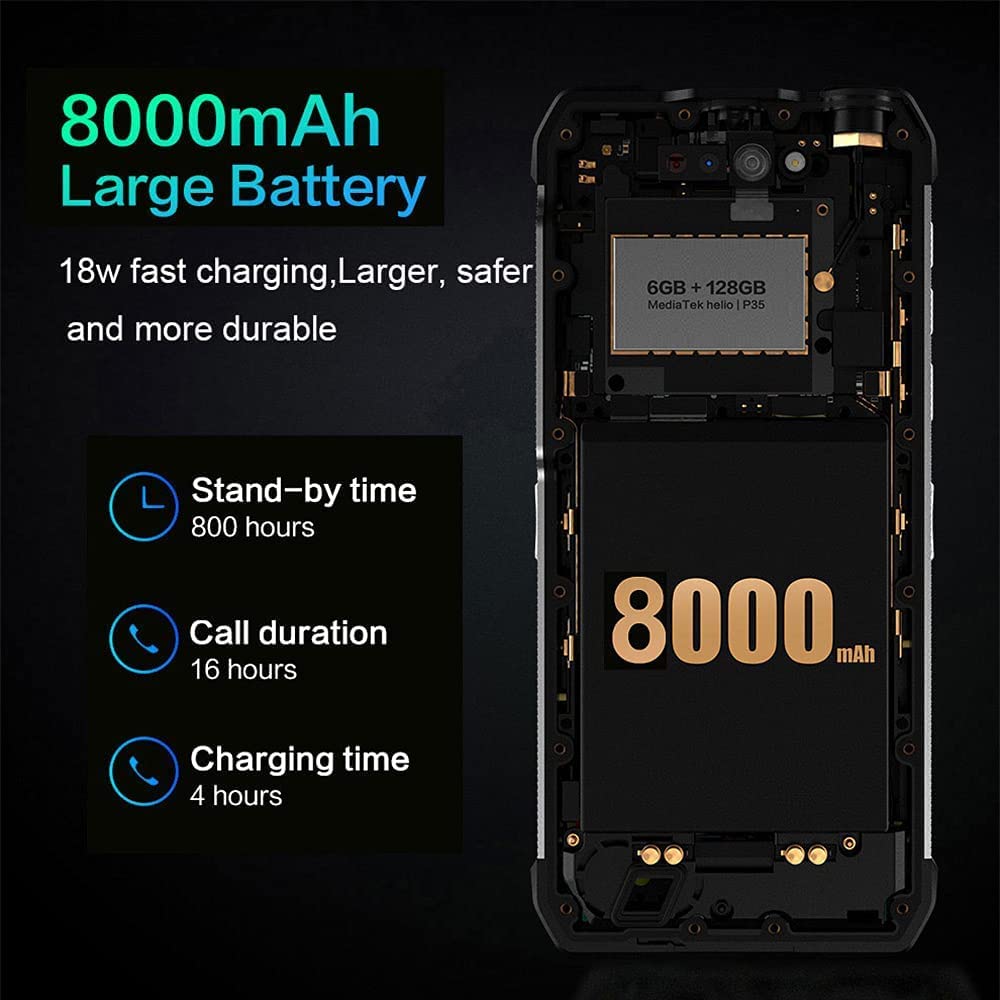 8000mAh
Large Battery
18w fast charging,Larger, safer
and more durable
6GB + 128GB
MediaTek helio | P35
Stand-by time
800 hours
Call duration
16 hours
Charging time
4 hours
8000mAh